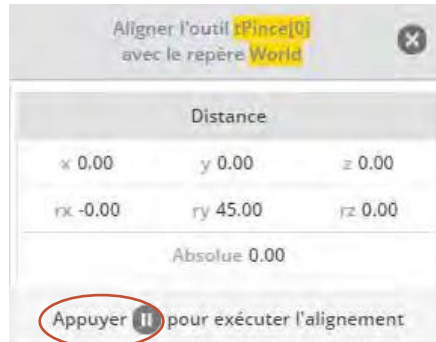 Aligner l'outil tPince[0]
avec le repère World
Distance
x 0.00 y 0.00 z 0.00
rx -0.00 ry 45.00 rz 0.00
Absolue 0.00
Appuyer pour exécuter l'alignement